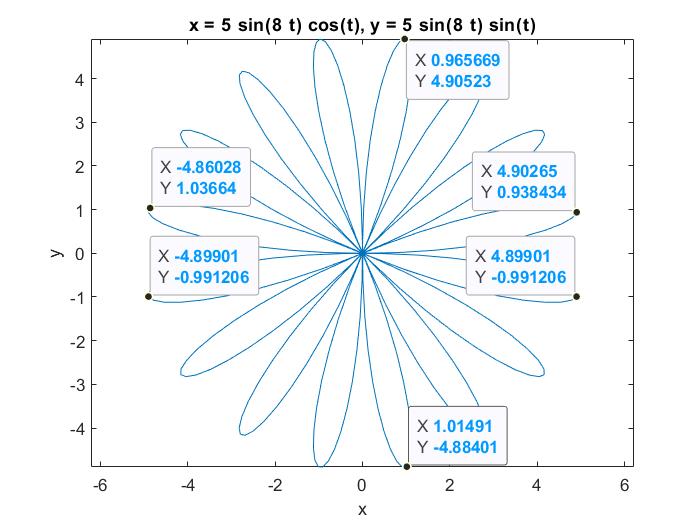 x = 5 sin(8 t) cos(t), y = 5 sin(8 t) sin(t)
X 0.965669
Y 4.90523
4
3
2
1
0
-1
-2
-3
-4
y
X -4.86028
Y 1.03664
X 4.90265
Y 0.938434
X -4.89901
Y -0.991206
X 4.89901
Y -0.991206
X 1.01491
Y -4.88401
-6 -4 -2 0 2 4 6
x